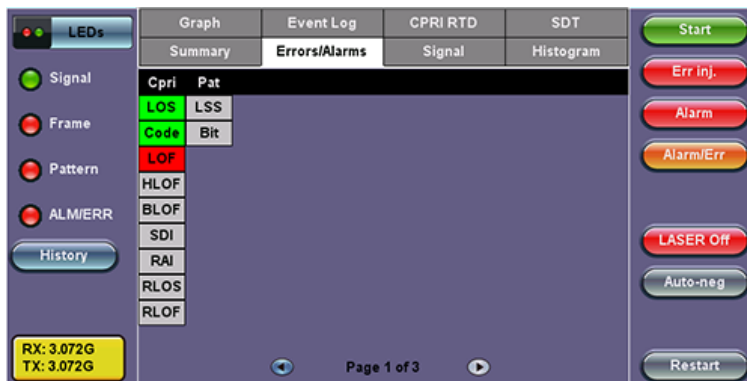 LEDs
Graph Event Log CPRI RTD SDT
Summary Errors/Alarms Signal Histogram
Signal
Frame
Pattern
ALM/ERR
History
RX: 3.072G
TX: 3.072G
Cpri Pat
LOS LSS
Code Bit
LOF
HLOF
BLOF
SDI
RAI
RLOS
RLOF
Page 1 of 3
Start
Err inj.
Alarm
Alarm/Err
LASER Off
Auto-neg
Restart